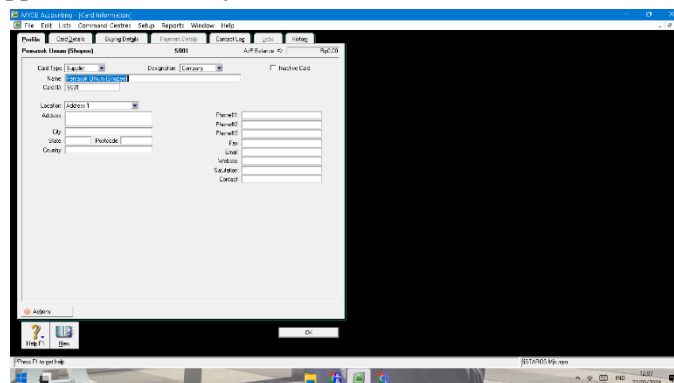 MYOB Accounting - [Card Information]
File Edit Lists Command Centres Setup Reports Window Help
Profile Card Details Buying Details Payment Details Contact Log Jobs History
Pemasok Umum (Shopee) S001 A/P Balance Rp0,00
Card Type: Supplier Designation: Company Inactive Card
Name: Pemasok Umum (Shopee)
Card ID: S001
Location: Address 1
Address:
Phone#1:
Phone#2:
City: Phone#3:
State: Postcode: Fax:
Country: Email:
Website:
Salutation:
Contact:
Actions
OK
Help F1 New
Press F1 to get help
12.07
IND